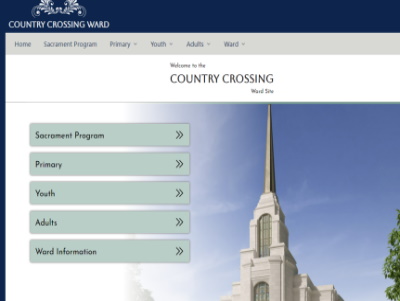 COUNTRY CROSSING WARD
Home Sacrament Program Primary Youth Adults Ward
Welcome to the
COUNTRY CROSSING
Ward Site
Sacrament Program
Primary
Youth
Adults
Ward Information